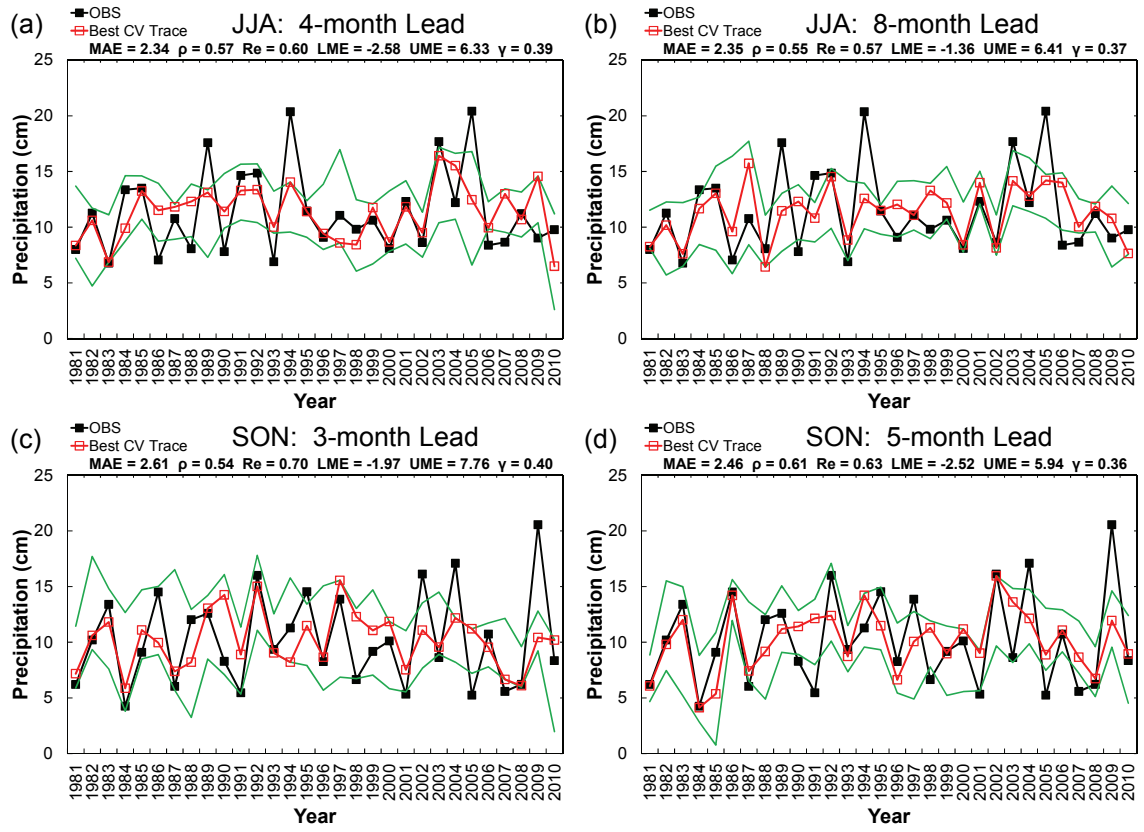 (a)
OBS
Best CV Trace
JJA: 4-month Lead
MAE = 2.34 ρ = 0.57 Re = 0.60 LME = -2.58 UME = 6.33 γ = 0.39
Precipitation (cm)
25
20
15
10
5
0
1981 1982 1983 1984 1985 1986 1987 1988 1989 1990 1991 1992 1993 1994 1995 1996 1997 1998 1999 2000 2001 2002 2003 2004 2005 2006 2007 2008 2009 2010
Year
(b)
OBS
Best CV Trace
JJA: 8-month Lead
MAE = 2.35 ρ = 0.55 Re = 0.57 LME = -1.36 UME = 6.41 γ = 0.37
Precipitation (cm)
25
20
15
10
5
0
1981 1982 1983 1984 1985 1986 1987 1988 1989 1990 1991 1992 1993 1994 1995 1996 1997 1998 1999 2000 2001 2002 2003 2004 2005 2006 2007 2008 2009 2010
Year
(c)
OBS
Best CV Trace
SON: 3-month Lead
MAE = 2.61 ρ = 0.54 Re = 0.70 LME = -1.97 UME = 7.76 γ = 0.40
Precipitation (cm)
25
20
15
10
5
0
1981 1982 1983 1984 1985 1986 1987 1988 1989 1990 1991 1992 1993 1994 1995 1996 1997 1998 1999 2000 2001 2002 2003 2004 2005 2006 2007 2008 2009 2010
Year
(d)
OBS
Best CV Trace
SON: 5-month Lead
MAE = 2.46 ρ = 0.61 Re = 0.63 LME = -2.52 UME = 5.94 γ = 0.36
Precipitation (cm)
25
20
15
10
5
0
1981 1982 1983 1984 1985 1986 1987 1988 1989 1990 1991 1992 1993 1994 1995 1996 1997 1998 1999 2000 2001 2002 2003 2004 2005 2006 2007 2008 2009 2010
Year